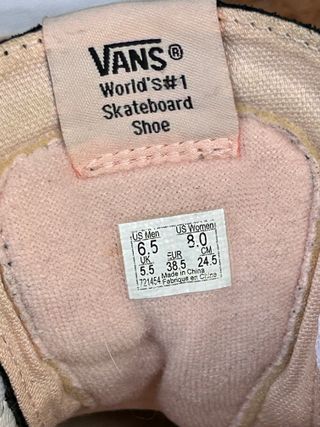 VANS®
World's#1
Skateboard
Shoe
US Men US Women
6.5 8.0
UK EUR CM
5.5 38.5 24.5
721454 Made in China
Fabriqué en Chine